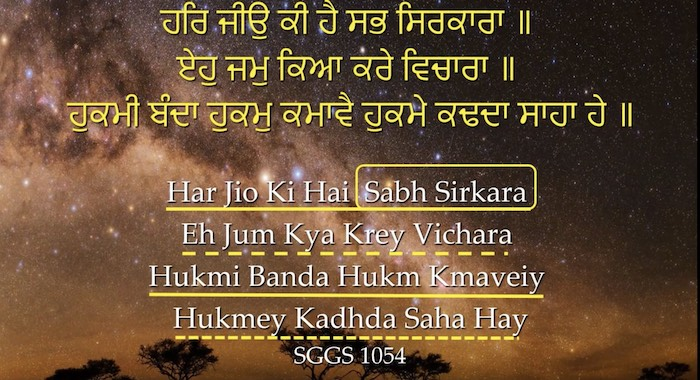 ਹਰਿ ਜੀਉ ਕੀ ਹੈ ਸਭ ਸਿਰਕਾਰਾ ॥
ਏਹੁ ਜਮੁ ਕਿਆ ਕਰੇ ਵਿਚਾਰਾ ॥
ਹੁਕਮੀ ਬੰਦਾ ਹੁਕਮੁ ਕਮਾਵੈ ਹੁਕਮੇ ਕਢਦਾ ਸਾਹਾ ਹੇ ॥
Har Jio Ki Hai Sabh Sirkara
Eh Jum Kya Krey Vichara
Hukmi Banda Hukm Kmaveiy
Hukmey Kadhda Saha Hay
SGGS 1054